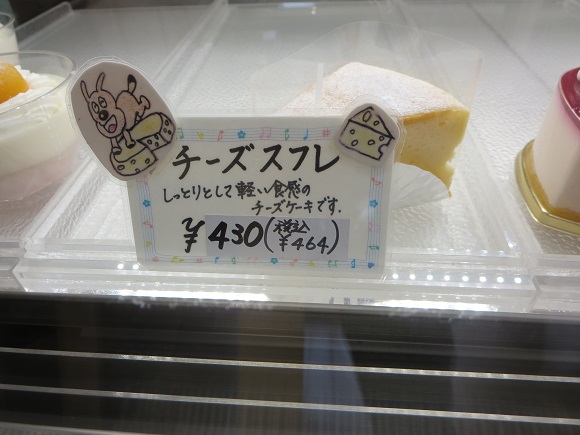 チーズスフレ
しっとりとして軽い食感の
チーズケーキです.
¥430(税込¥464)